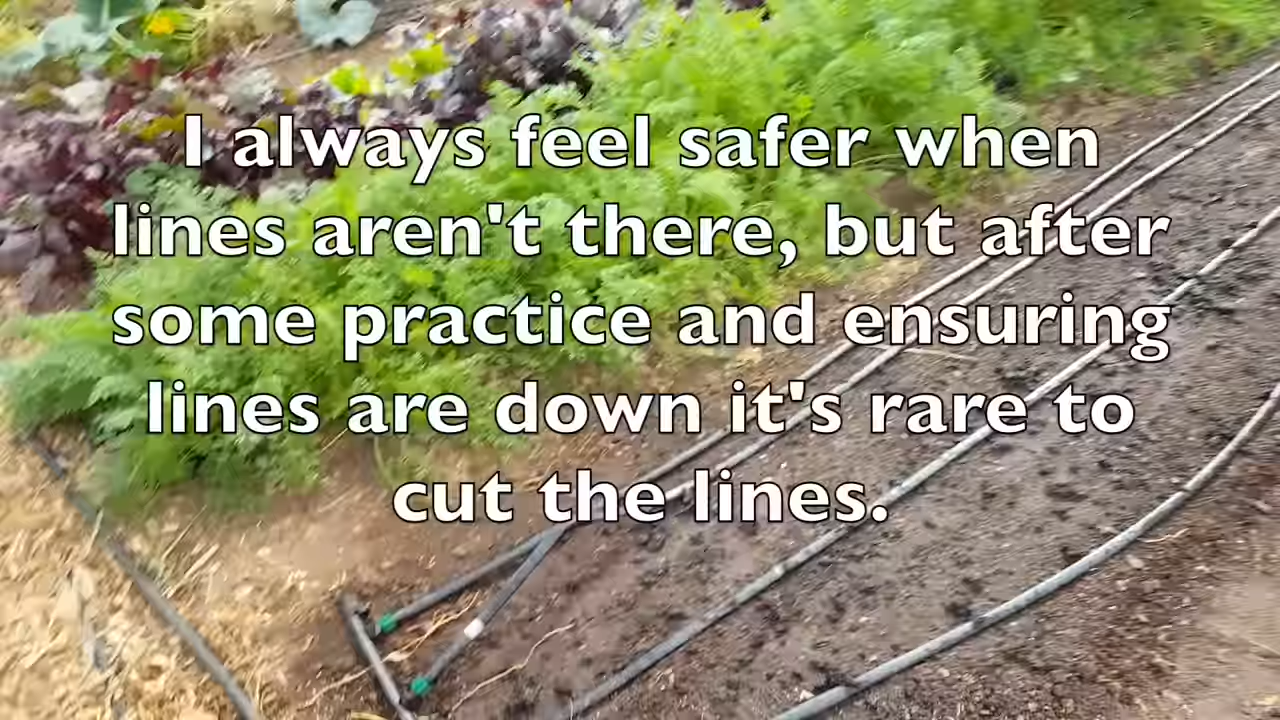 I always feel safer when
lines aren't there, but after
some practice and ensuring
lines are down it's rare to
cut the lines.